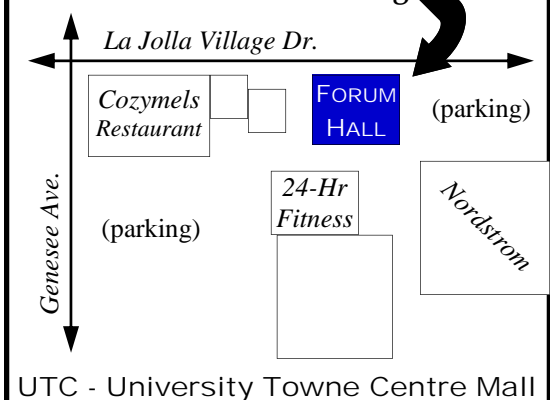 La Jolla Village Dr.
Cozymels
Restaurant
FORUM
HALL
(parking)
24-Hr
Fitness
Nordstrom
Genesee Ave.
(parking)
UTC - University Towne Centre Mall